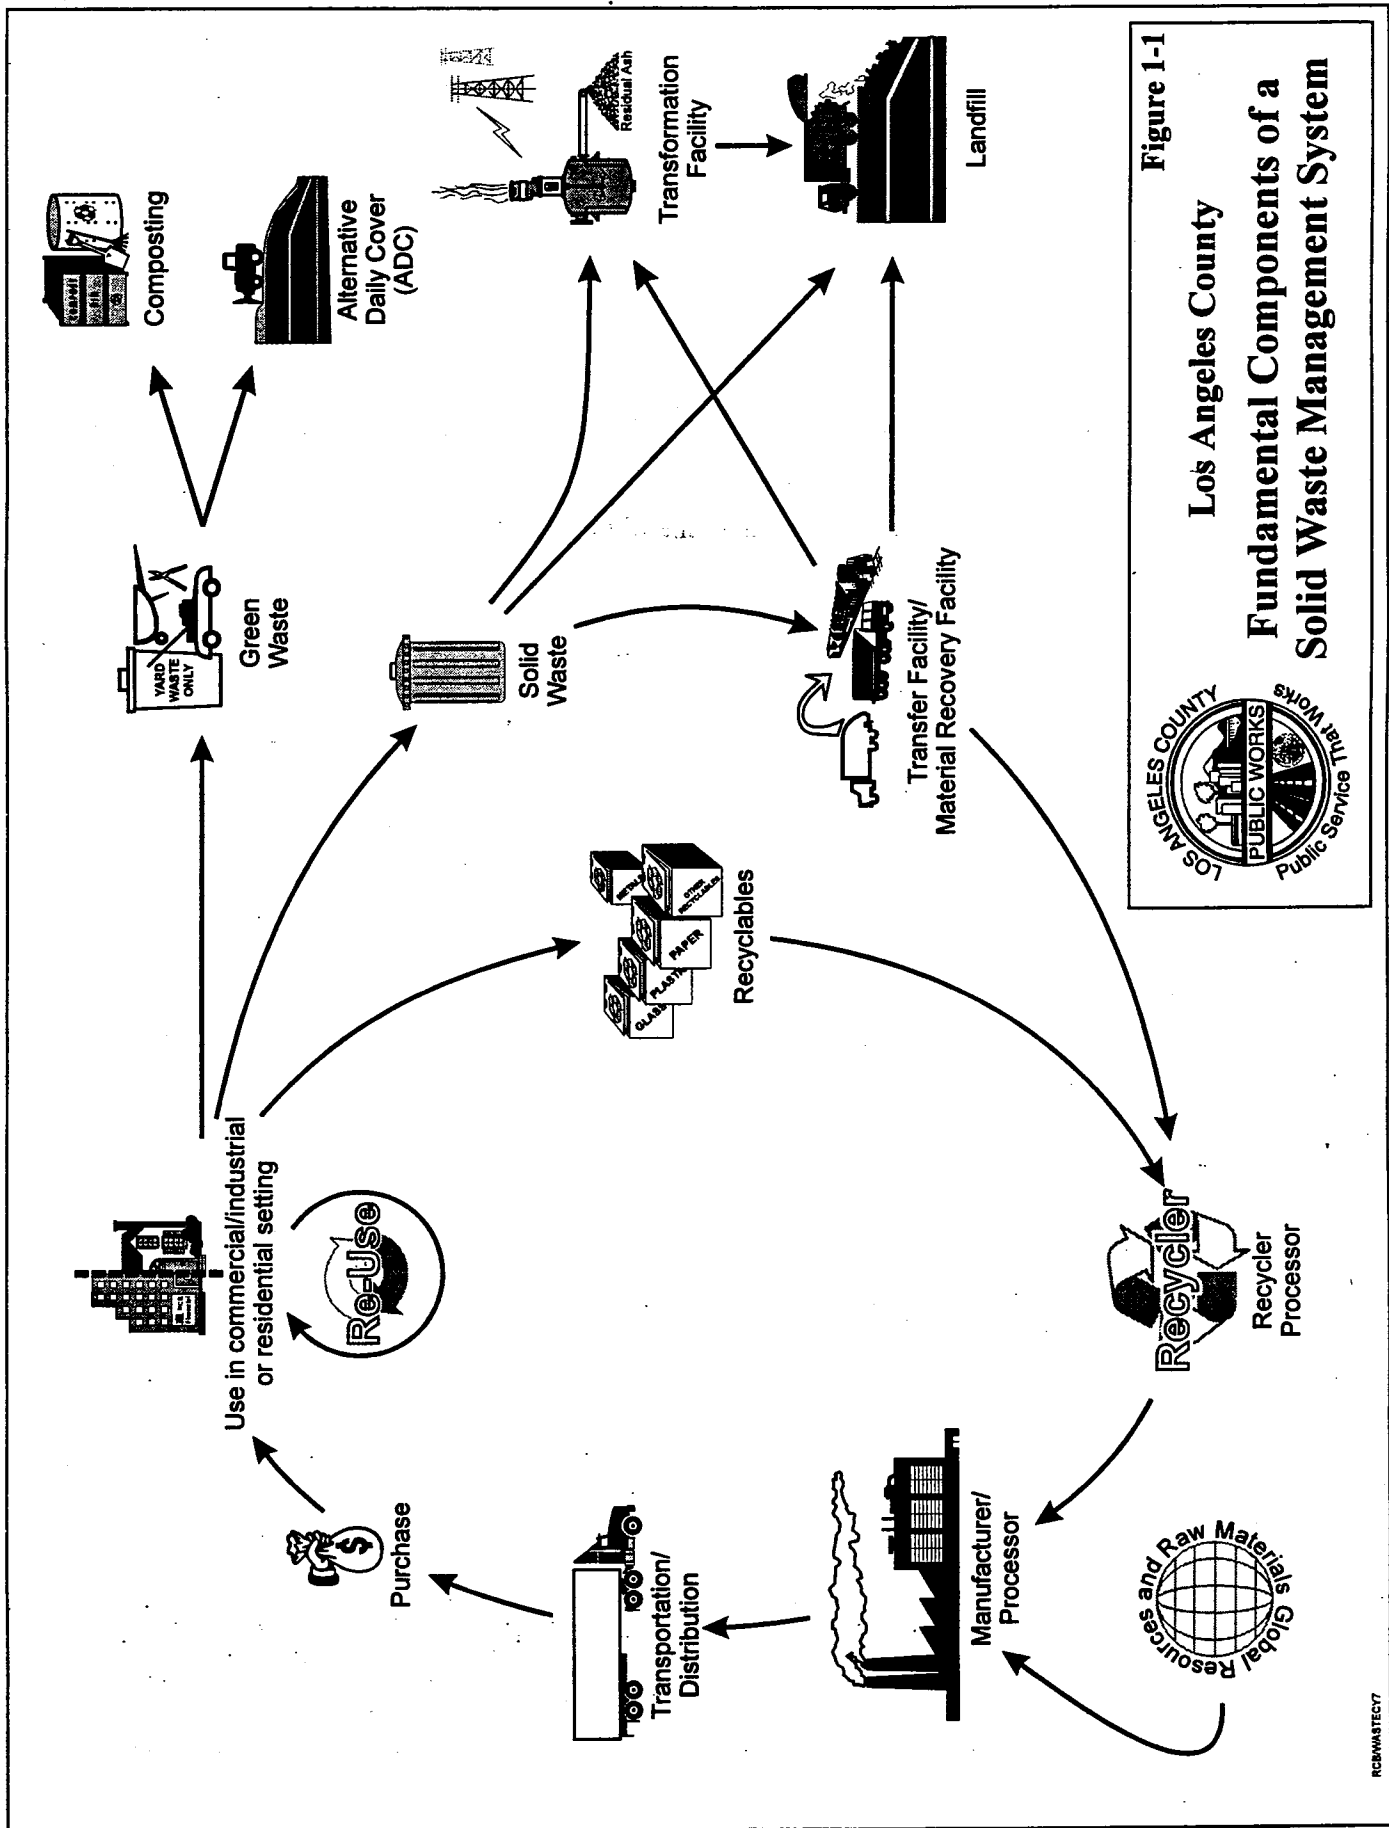 Use in commercial/industrial
or residential setting
Re-Use
Purchase
Transportation/
Distribution
Manufacturer/
Processor
Global Resources and Raw Materials
Recycler
Recycler
Processor
GLASS
PLASTIC
PAPER
METALS
OTHER
RECYCLABLES
Recyclables
YARD
WASTE
ONLY
Green
Waste
Solid
Waste
Transfer Facility/
Material Recovery Facility
Composting
Alternative
Daily Cover
(ADC)
Residual Ash
Transformation
Facility
Landfill
Figure 1-1
Los Angeles County
Fundamental Components of a
Solid Waste Management System
LOS ANGELES COUNTY
PUBLIC WORKS
Public Service That Works
RCB/WASTECY7